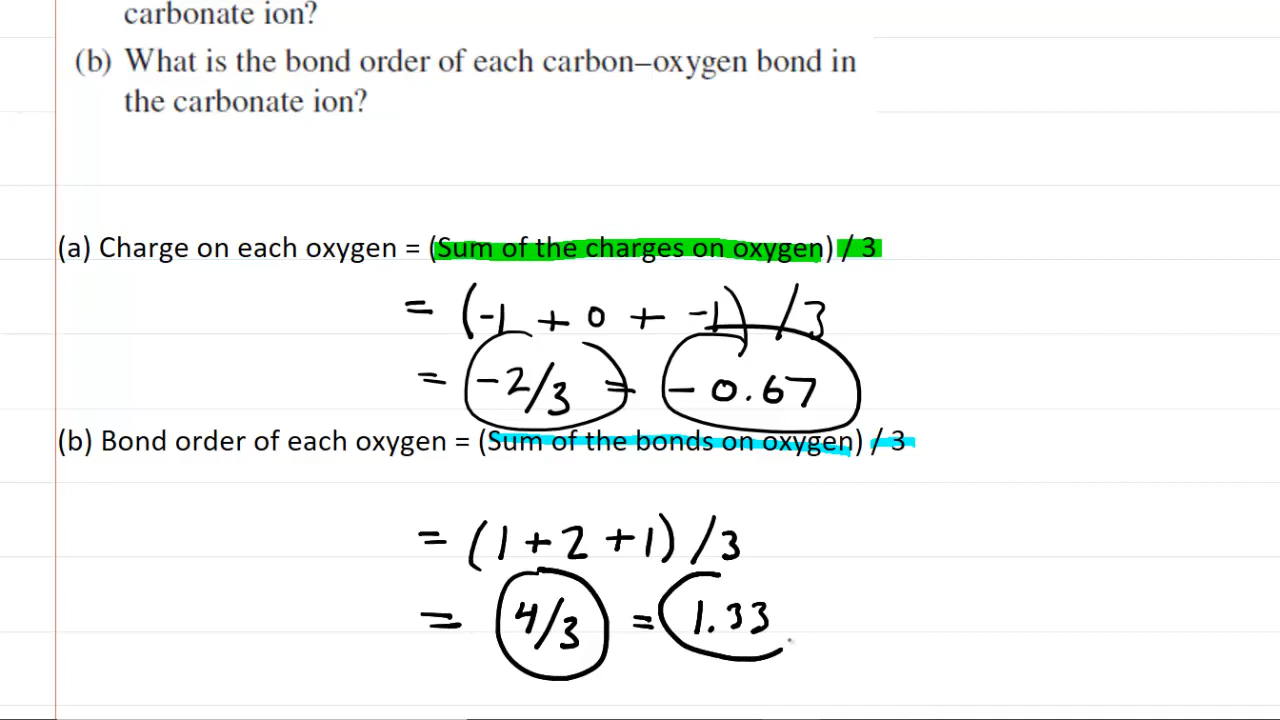 carbonate ion?
(b) What is the bond order of each carbon–oxygen bond in
the carbonate ion?
(a) Charge on each oxygen = (Sum of the charges on oxygen) / 3
= (-1 + 0 + -1) / 3
= -2/3 = -0.67
(b) Bond order of each oxygen = (Sum of the bonds on oxygen) / 3
= (1+2+1) / 3
= 4/3 = 1.33